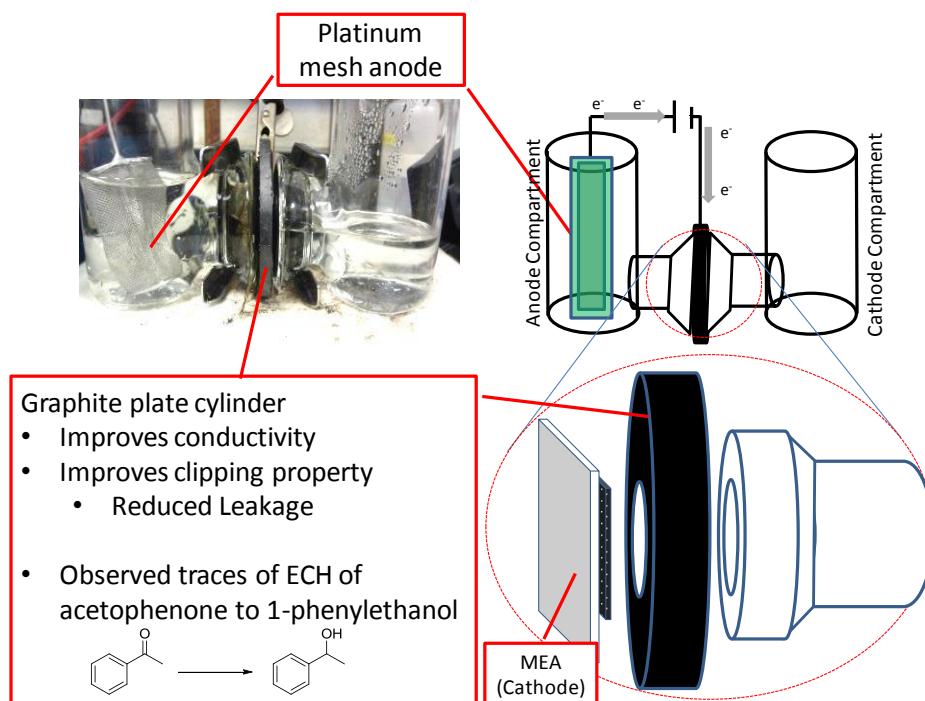 Platinum
mesh anode
e-
e-
e-
e-
Anode Compartment
Cathode Compartment
Graphite plate cylinder
• Improves conductivity
• Improves clipping property
• Reduced Leakage
• Observed traces of ECH of
acetophenone to 1-phenylethanol
O
OH
MEA
(Cathode)